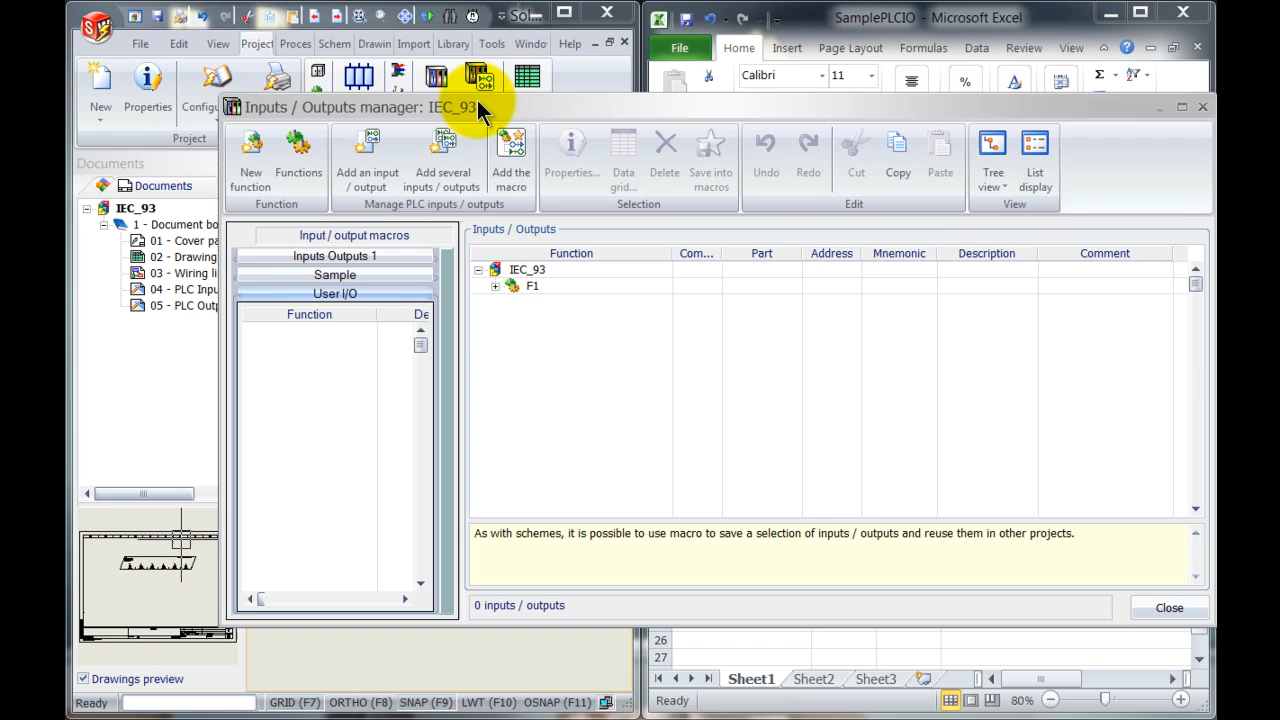 Sol...
SamplePLCIO - Microsoft Excel
File Edit View Project Proces Schem Drawin Import Library Tools Windo Help
File Home Insert Page Layout Formulas Data Review View
New Properties Configu
Project
Calibri 11 %
Inputs / Outputs manager: IEC_93
New function
Functions
Add an input / output
Add several inputs / outputs
Add the macro
Properties...
Data grid...
Delete
Save into macros
Undo
Redo
Cut
Copy
Paste
Tree view
List display
Function
Manage PLC inputs / outputs
Selection
Edit
View
Documents
Documents
IEC_93
1 - Document bo
01 - Cover pa
02 - Drawing
03 - Wiring li
04 - PLC Inpu
05 - PLC Outp
Input / output macros
Inputs Outputs 1
Sample
User I/O
Function De
Inputs / Outputs
Function Com... Part Address Mnemonic Description Comment
IEC_93
F1
As with schemes, it is possible to use macro to save a selection of inputs / outputs and reuse them in other projects.
0 inputs / outputs
Close
26
27
Drawings preview
Sheet1 Sheet2 Sheet3
Ready GRID (F7) ORTHO (F8) SNAP (F9) LWT (F10) OSNAP (F11)
Ready 80%